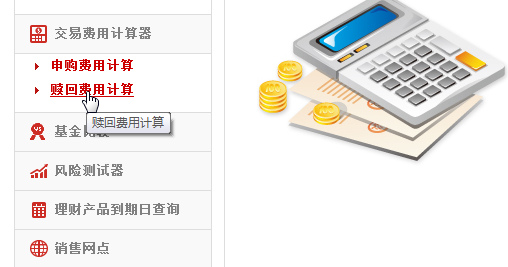 交易费用计算器
申购费用计算
赎回费用计算
赎回费用计算
基金
风险测试器
理财产品到期日查询
销售网点